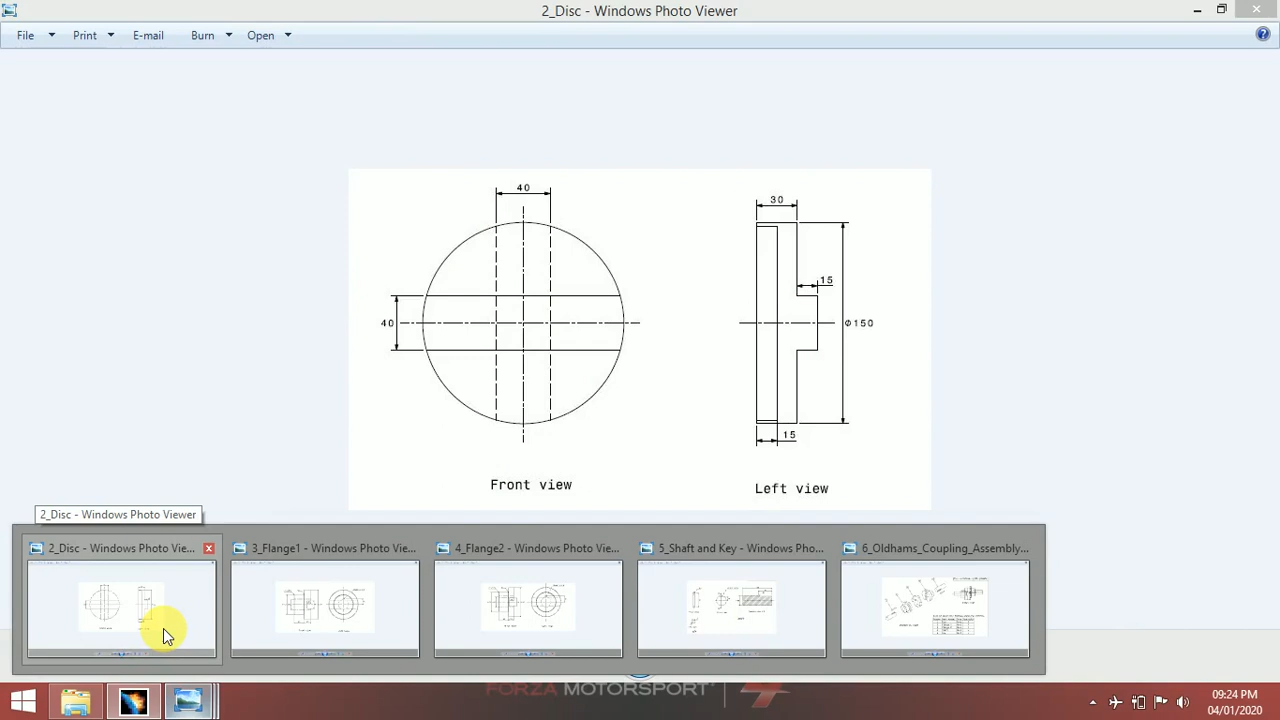 2_Disc - Windows Photo Viewer
File Print E-mail Burn Open
40
30
15
40
Φ150
15
Front view
Left view
2_Disc - Windows Photo Viewer
2_Disc - Windows Photo Vie...
3_Flange1 - Windows Photo Vie...
4_Flange2 - Windows Photo Vie...
5_Shaft and Key - Windows Pho...
6_Oldhams_Coupling_Assembly...
FORZA MOTORSPORT
09:24 PM
04/01/2020